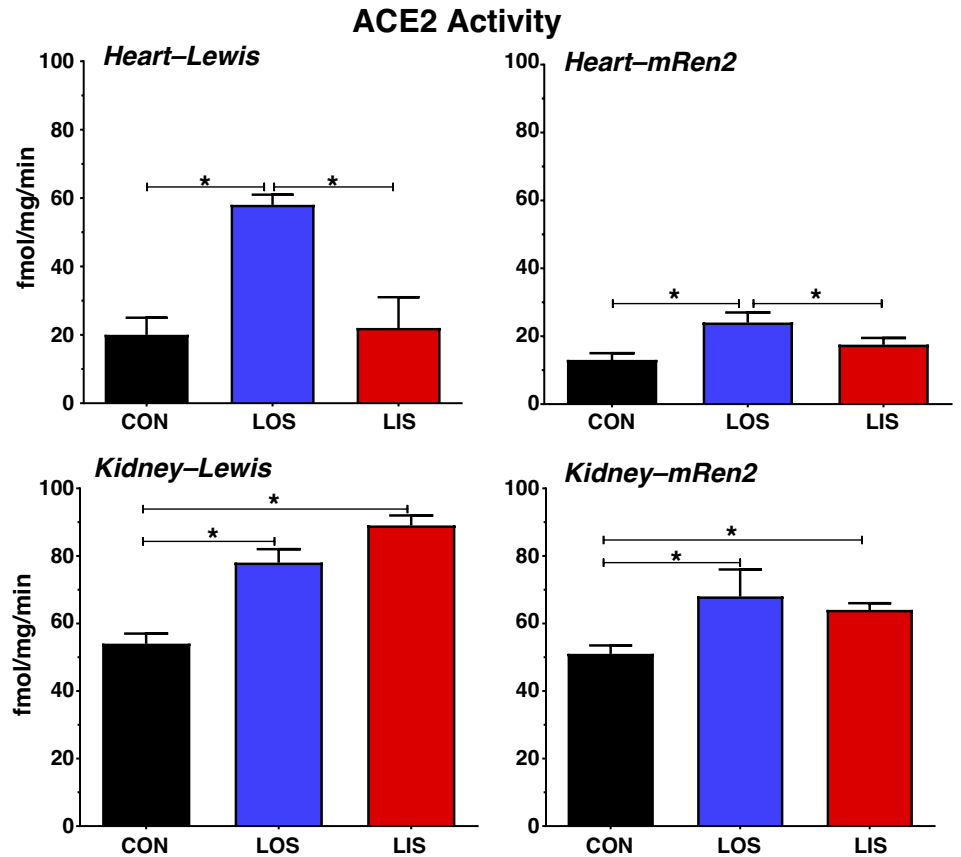 ACE2 Activity
Heart–Lewis
fmol/mg/min
100
80
60
40
20
0
*
*
CON LOS LIS
Heart–mRen2
100
80
60
40
20
0
*
*
CON LOS LIS
Kidney–Lewis
fmol/mg/min
100
80
60
40
20
0
*
*
CON LOS LIS
Kidney–mRen2
100
80
60
40
20
0
*
*
CON LOS LIS